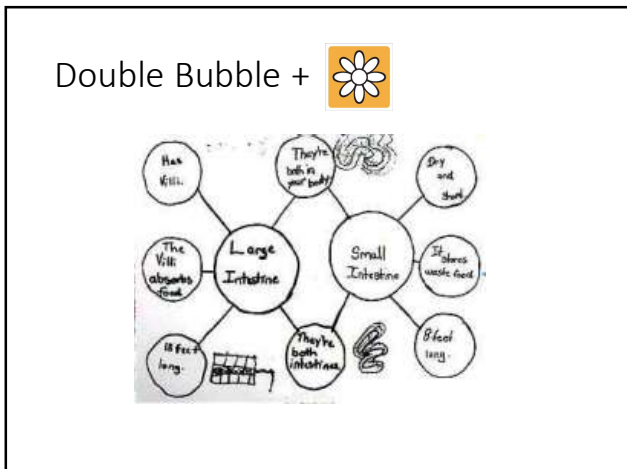 Double Bubble +
Has
Villi.
They're
both in
your body.
Dry
and
short
The
Villi
absorbs
food
Large
Intestine
Small
Intestine
It
stores
waste food
18 feet
long.
They're
both
intestines
8 feet
long.